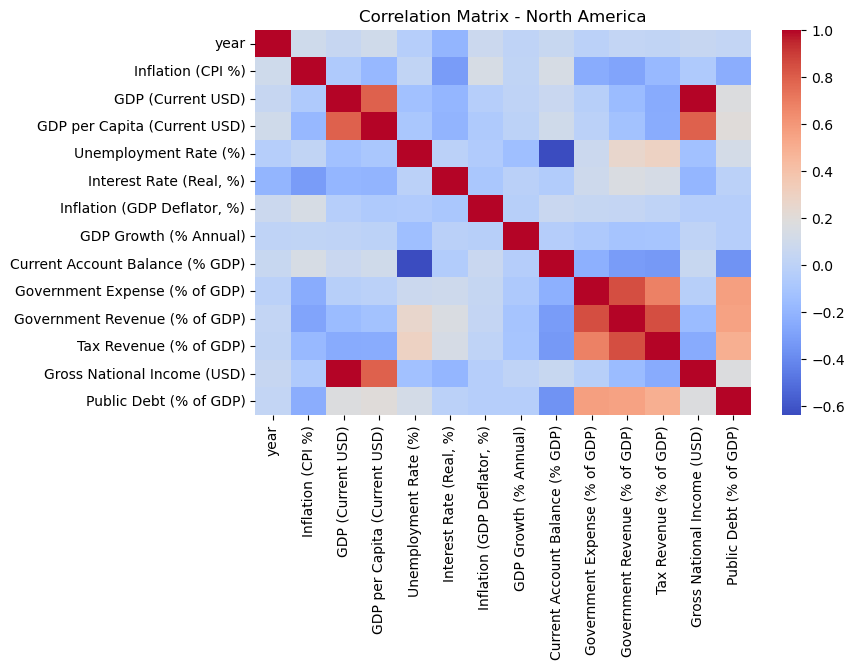 Correlation Matrix - North America
year
Inflation (CPI %)
GDP (Current USD)
GDP per Capita (Current USD)
Unemployment Rate (%)
Interest Rate (Real, %)
Inflation (GDP Deflator, %)
GDP Growth (% Annual)
Current Account Balance (% GDP)
Government Expense (% of GDP)
Government Revenue (% of GDP)
Tax Revenue (% of GDP)
Gross National Income (USD)
Public Debt (% of GDP)
year
Inflation (CPI %)
GDP (Current USD)
GDP per Capita (Current USD)
Unemployment Rate (%)
Interest Rate (Real, %)
Inflation (GDP Deflator, %)
GDP Growth (% Annual)
Current Account Balance (% GDP)
Government Expense (% of GDP)
Government Revenue (% of GDP)
Tax Revenue (% of GDP)
Gross National Income (USD)
Public Debt (% of GDP)
1.0
0.8
0.6
0.4
0.2
0.0
−0.2
−0.4
−0.6